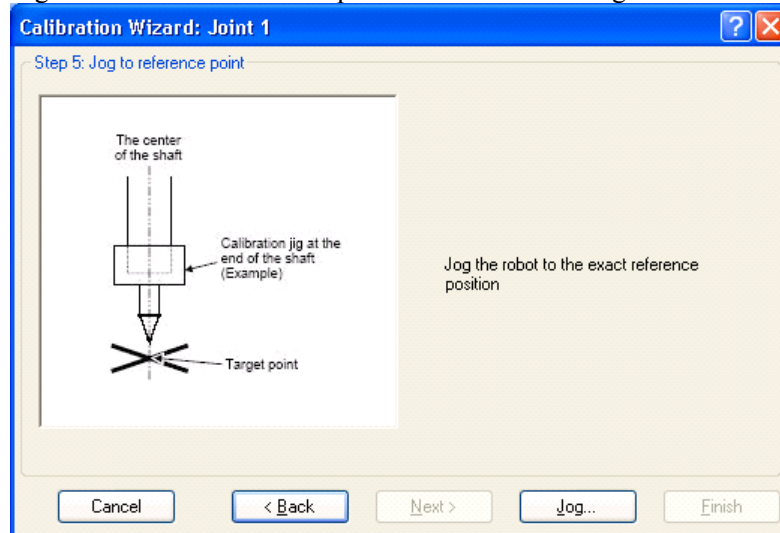 Calibration Wizard: Joint 1
Step 5: Jog to reference point
The center
of the shaft
Calibration jig at the
end of the shaft
(Example)
Target point
Jog the robot to the exact reference
position
Cancel
< Back
Next >
Jog...
Finish